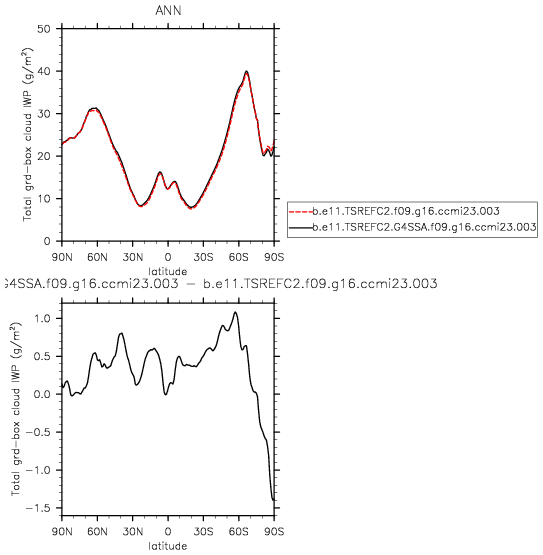 ANN
50
40
30
20
10
0
Total grd-box cloud IWP (g/m²)
90N 60N 30N 0 30S 60S 90S
latitude
b.e11.TSREFC2.f09.g16.ccmi23.003
b.e11.TSREFC2.G4SSA.f09.g16.ccmi23.003
G4SSA.f09.g16.ccmi23.003 − b.e11.TSREFC2.f09.g16.ccmi23.003
1.0
0.5
0.0
−0.5
−1.0
−1.5
Total grd-box cloud IWP (g/m²)
90N 60N 30N 0 30S 60S 90S
latitude